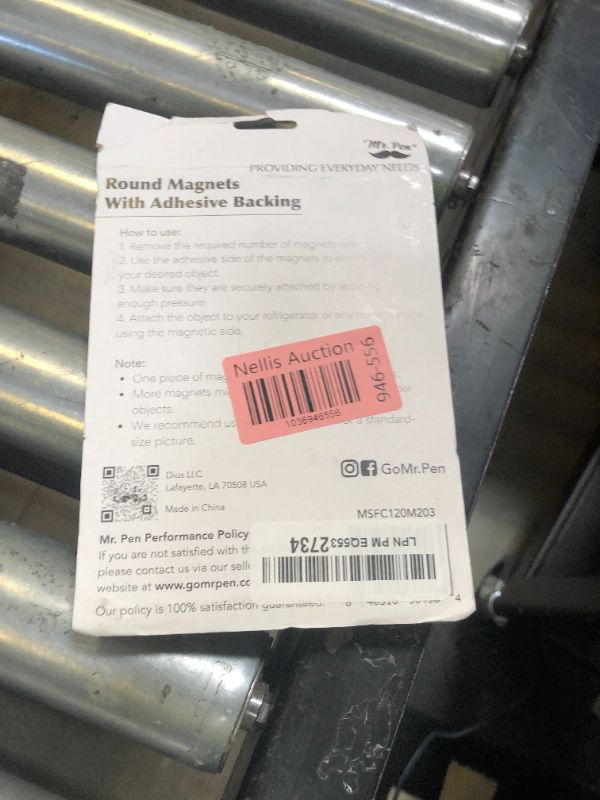 "Mr. Pen"
PROVIDING EVERYDAY NEEDS
Round Magnets
With Adhesive Backing
How to use:
1. Remove the required number of magnets
2. Use the adhesive side of the magnets to
your desired object.
3. Make sure they are securely attached by
enough pressure.
4. Attach the object to your refrigerator or any
using the magnetic side.
Note:
• One piece of
• More magnets
objects.
• We recommend
a standard-
size picture.
Nellis Auction
946-556
1036946556
Dius LLC
Lafayette, LA 70508 USA
Made in China
GoMr.Pen
MSFC120M203
Mr. Pen Performance Policy
If you are not satisfied with
please contact us via our
website at www.gomrpen.
Our policy is 100% satisfaction guaranteed.
LPN PM EQ5532734
4